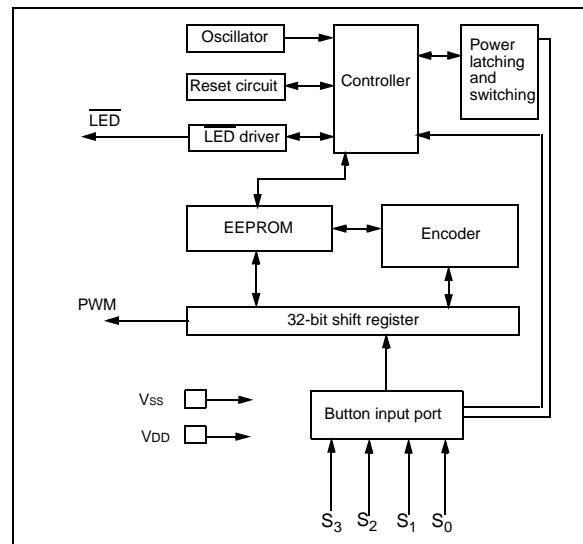 Oscillator
Reset circuit
LED driver
LED
Controller
Power
latching
and
switching
EEPROM
Encoder
PWM
32-bit shift register
VSS
VDD
Button input port
S3 S2 S1 S0